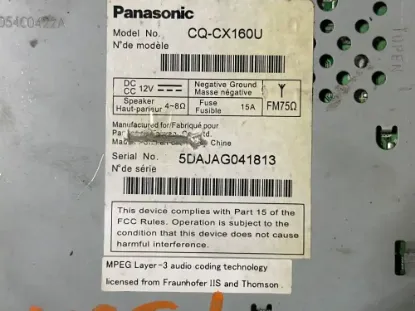 Panasonic
Model No. CQ-CX160U
N°de modèle
DC 12V Negative Ground
CC Masse négative
Speaker 4-8Ω Fuse 15A FM75Ω
Haut-parleur Fusible
Manufactured for/Fabriqué pour
Ltd.
China
Serial No. 5DAJAG041813
N°de série
This device complies with Part 15 of the
FCC Rules. Operation is subject to the
condition that this device does not cause
harmful interference.
MPEG Layer-3 audio coding technology
licensed from Fraunhofer IIS and Thomson.